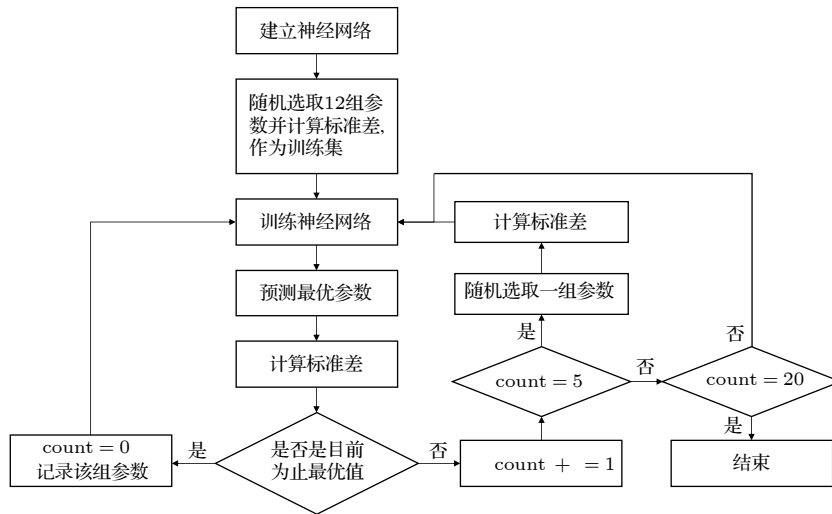 建立神经网络
随机选取12组参
数并计算标准差,
作为训练集
训练神经网络
计算标准差
预测最优参数
随机选取一组参数
是
否
计算标准差
count = 5
否
count = 20
count = 0
记录该组参数
是
是否是目前
为止最优值
否
count + = 1
是
结束